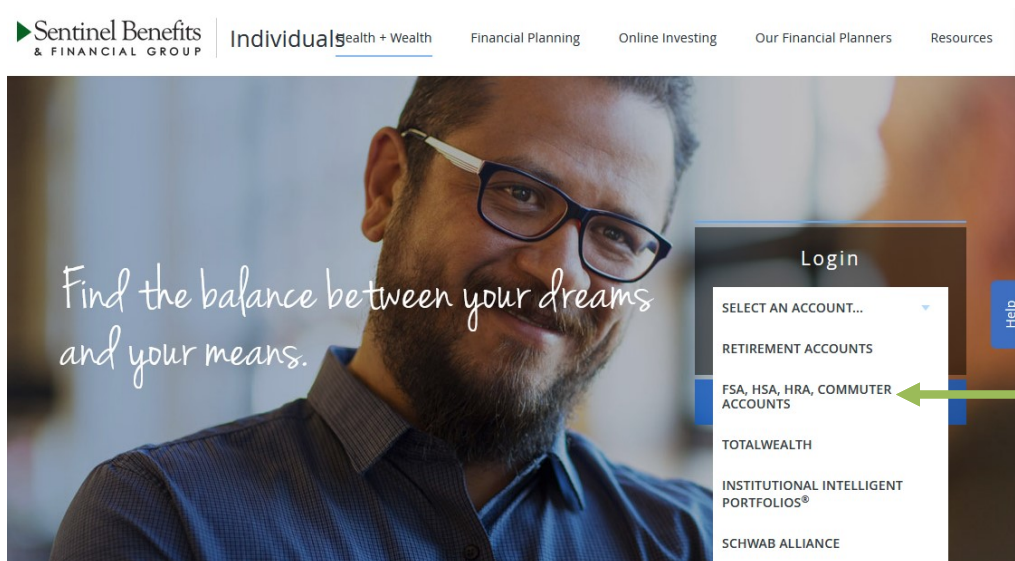 Sentinel Benefits
& FINANCIAL GROUP
Individuals
Health + Wealth
Financial Planning
Online Investing
Our Financial Planners
Resources
Find the balance between your dreams
and your means.
Login
SELECT AN ACCOUNT...
RETIREMENT ACCOUNTS
FSA, HSA, HRA, COMMUTER
ACCOUNTS
TOTALWEALTH
INSTITUTIONAL INTELLIGENT
PORTFOLIOS®
SCHWAB ALLIANCE
Help